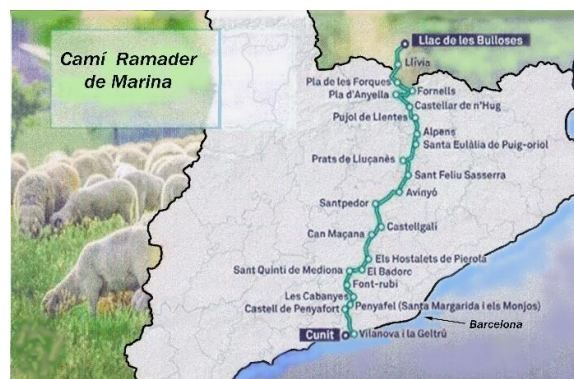 Camí Ramader
de Marina
Llac de les Bulloses
Llívia
Pla de les Forques
Fornells
Pla d'Anyella
Castellar de n'Hug
Pujol de Llentes
Alpens
Santa Eulàlia de Puig-oriol
Prats de Lluçanès
Sant Feliu Sasserra
Avinyó
Santpedor
Castellgalí
Can Maçana
Els Hostalets de Pierola
Sant Quintí de Mediona
El Badorc
Font-rubí
Les Cabanyes
Penyafel (Santa Margarida i els Monjos)
Castell de Penyafort
Barcelona
Cunit
Vilanova i la Geltrú